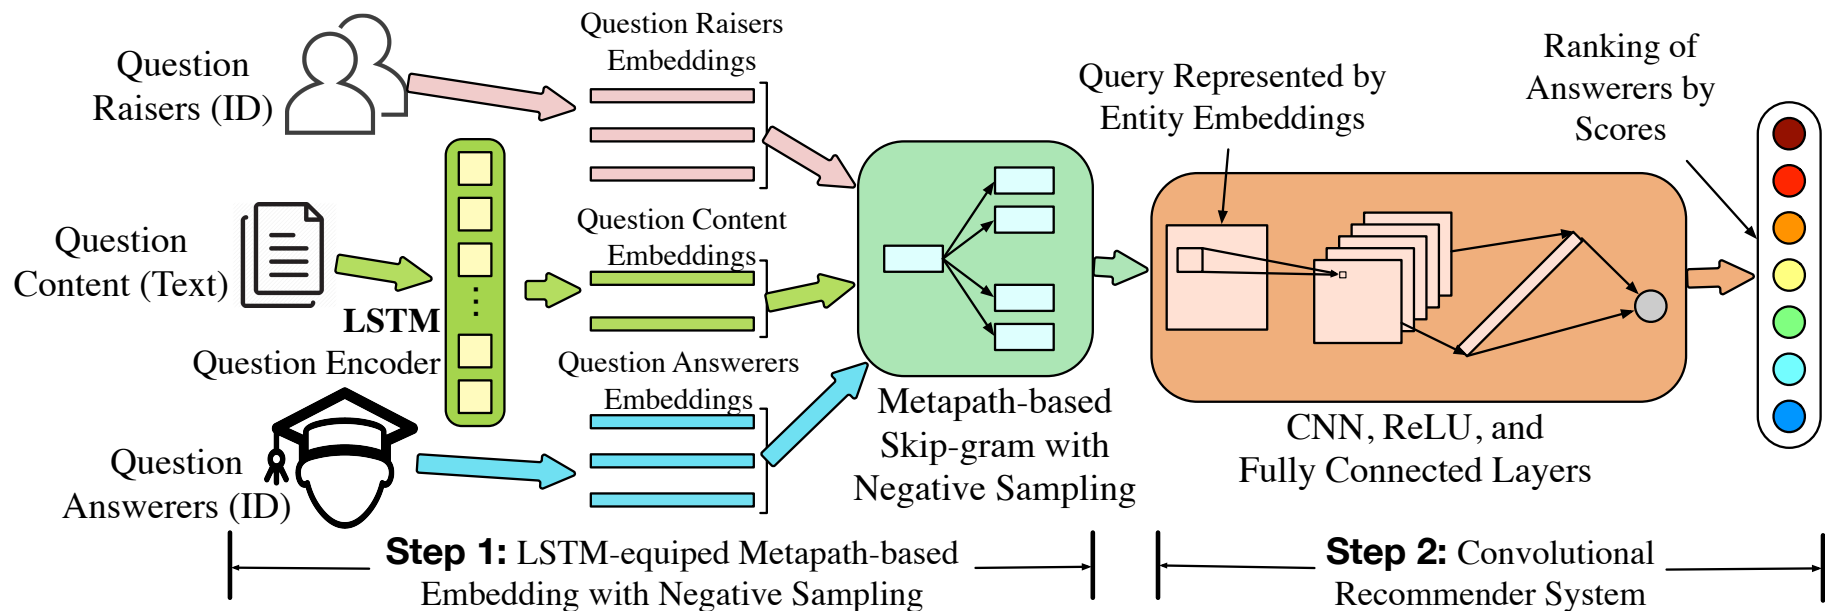 Question
Raisers (ID)
Question Raisers
Embeddings
Question
Content (Text)
LSTM
Question Encoder
Question Content
Embeddings
Question
Answerers (ID)
Question Answerers
Embeddings
Metapath-based
Skip-gram with
Negative Sampling
Query Represented by
Entity Embeddings
CNN, ReLU, and
Fully Connected Layers
Ranking of
Answerers by
Scores
Step 1: LSTM-equiped Metapath-based
Embedding with Negative Sampling
Step 2: Convolutional
Recommender System